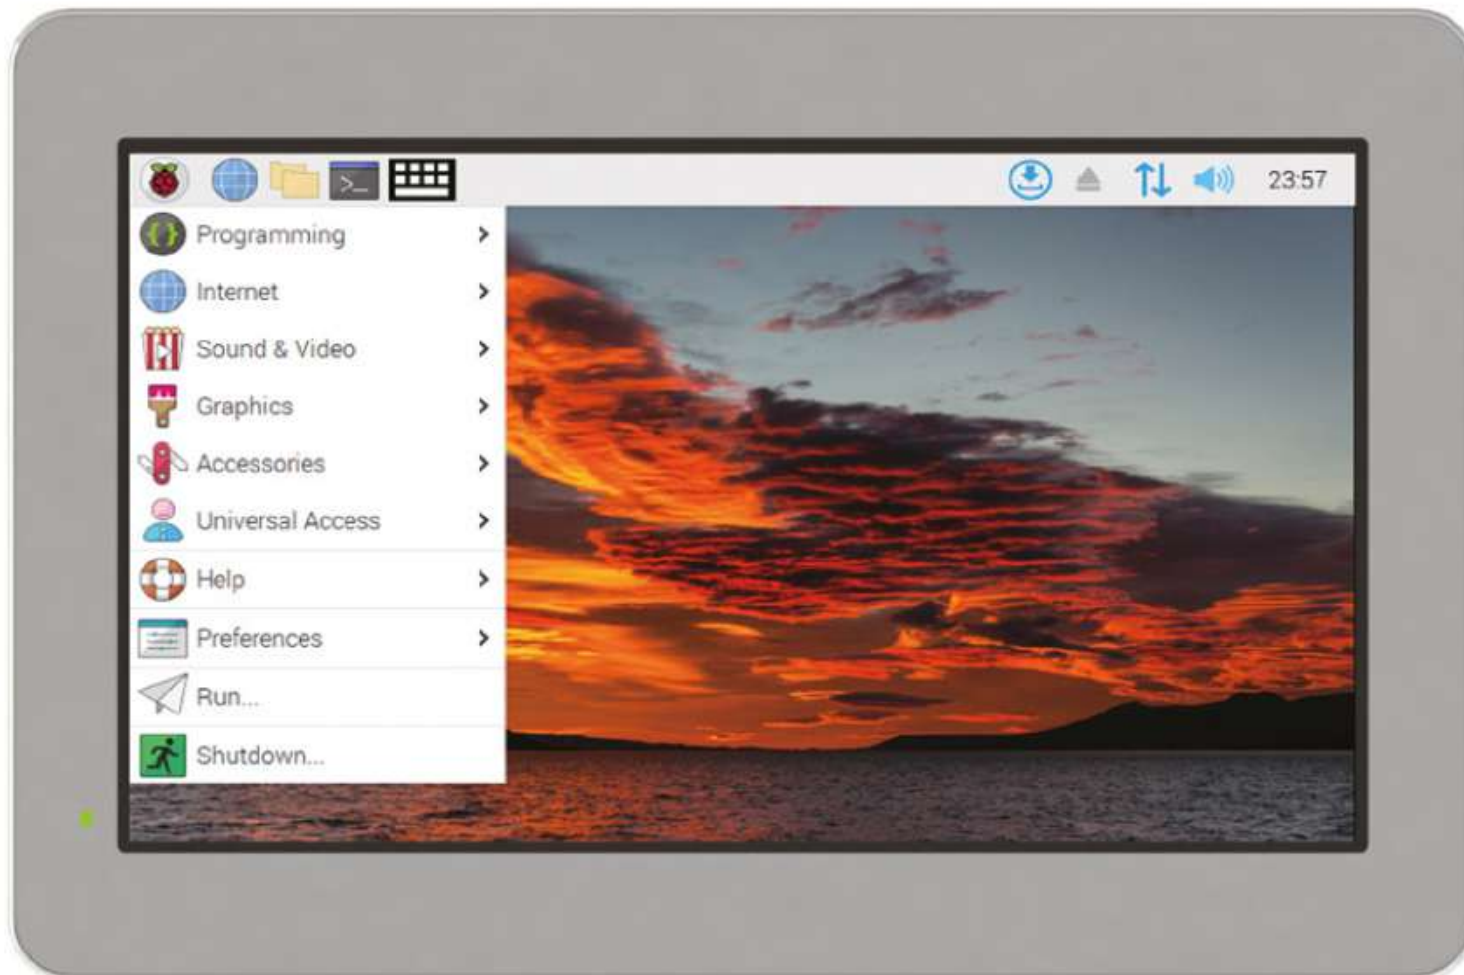 >_
23:57
Programming
Internet
Sound & Video
Graphics
Accessories
Universal Access
Help
Preferences
Run...
Shutdown...